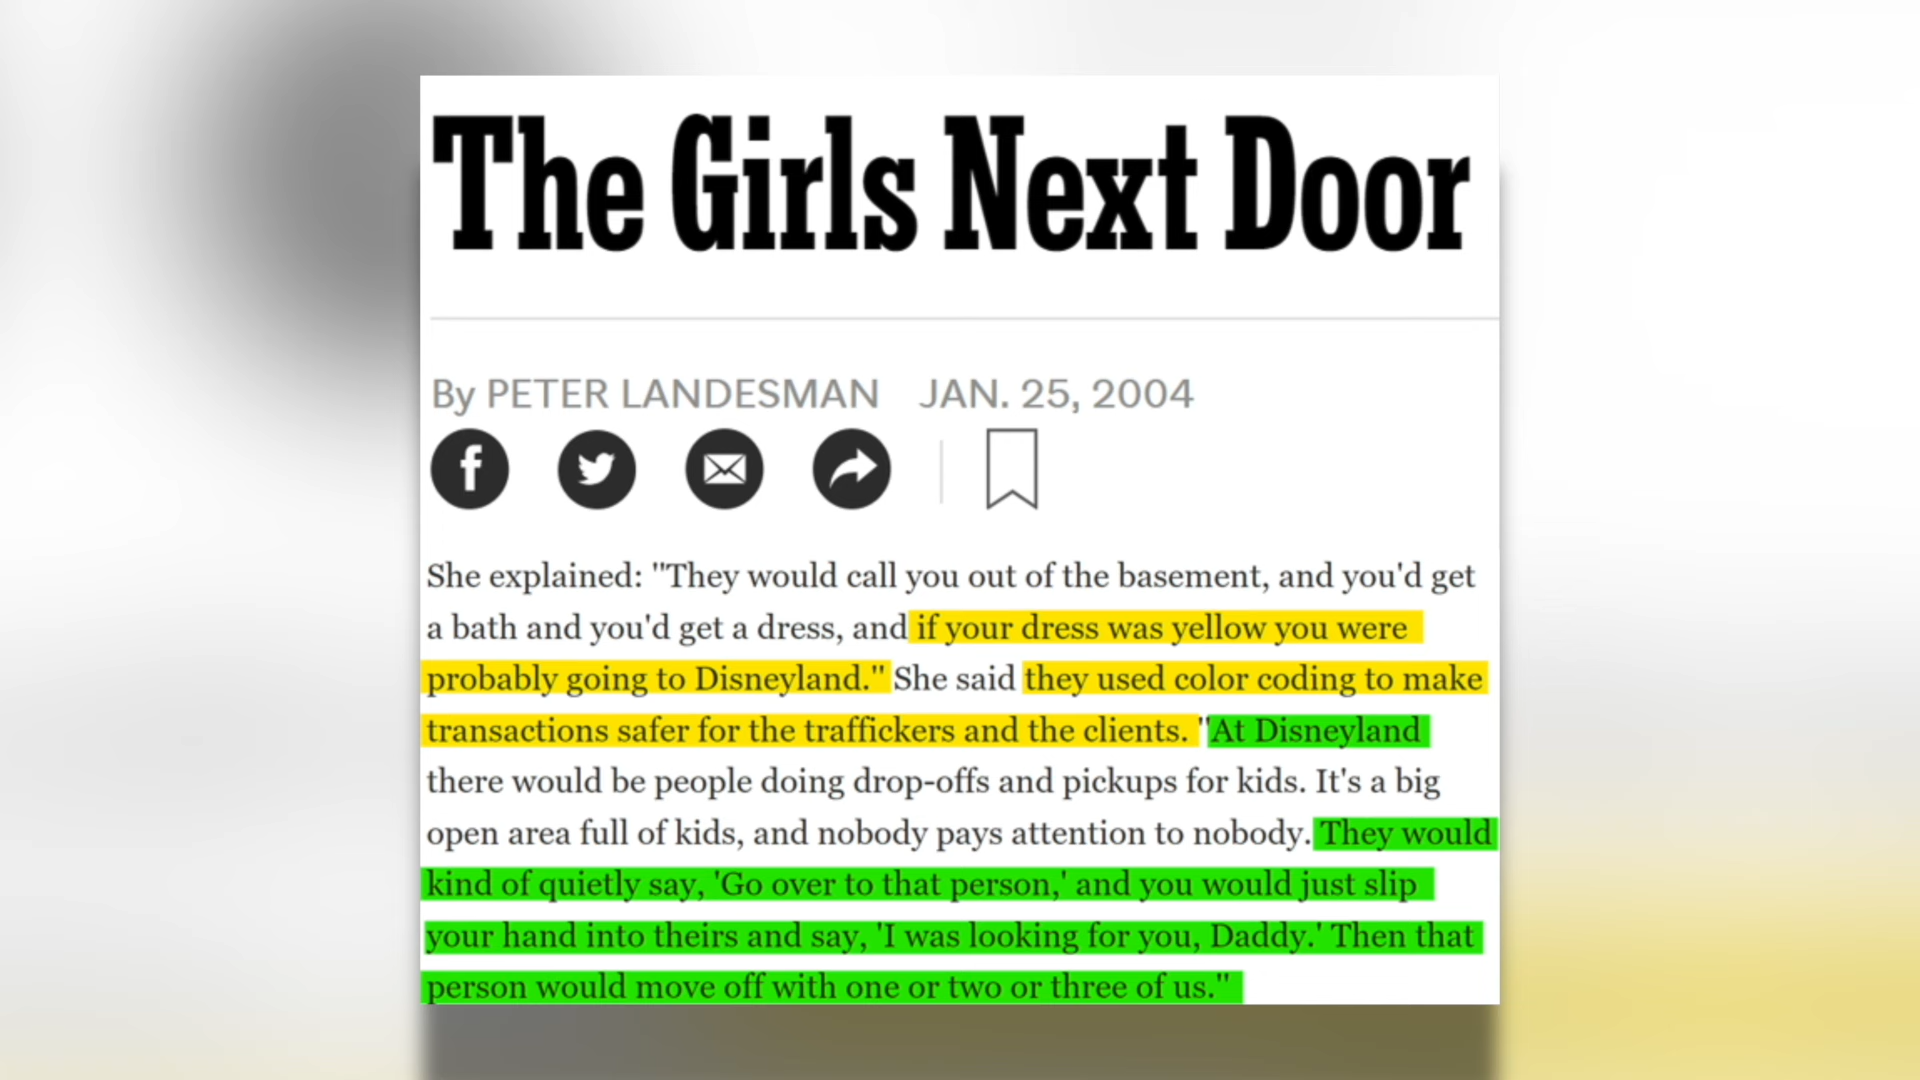 The Girls Next Door
By PETER LANDESMAN JAN. 25, 2004
She explained: "They would call you out of the basement, and you'd get
a bath and you'd get a dress, and if your dress was yellow you were
probably going to Disneyland." She said they used color coding to make
transactions safer for the traffickers and the clients. "At Disneyland
there would be people doing drop-offs and pickups for kids. It's a big
open area full of kids, and nobody pays attention to nobody. They would
kind of quietly say, 'Go over to that person,' and you would just slip
your hand into theirs and say, 'I was looking for you, Daddy.' Then that
person would move off with one or two or three of us."